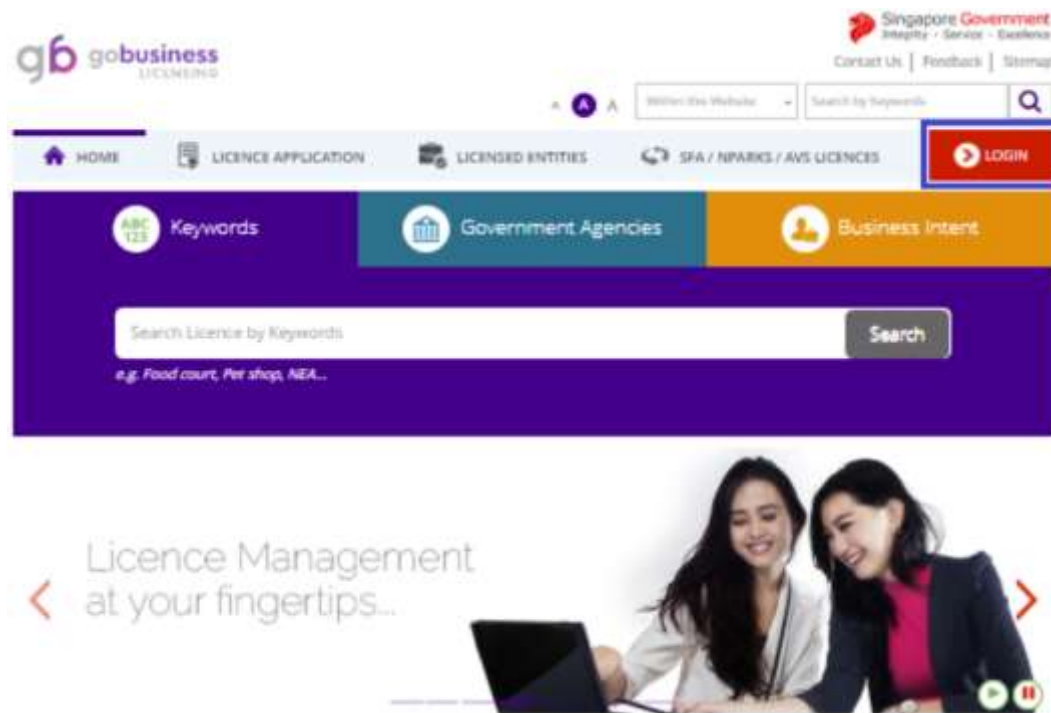 Singapore Government
Integrity · Service · Excellence
gb gobusiness
LICENSING
Contact Us | Feedback | Sitemap
A A A
Within this Website
Search by Keywords
HOME
LICENCE APPLICATION
LICENSED ENTITIES
SFA / NPARKS / AVS LICENCES
LOGIN
ABC
123
Keywords
Government Agencies
Business Intent
Search Licence by Keywords
Search
e.g. Food court, Pet shop, NEA...
Licence Management
at your fingertips...